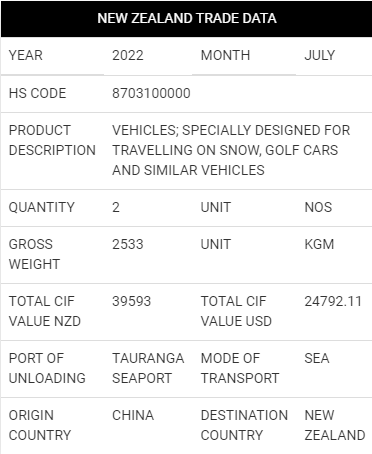 NEW ZEALAND TRADE DATA
YEAR 2022 MONTH JULY
HS CODE 8703100000
PRODUCT DESCRIPTION VEHICLES; SPECIALLY DESIGNED FOR
TRAVELLING ON SNOW, GOLF CARS
AND SIMILAR VEHICLES
QUANTITY 2 UNIT NOS
GROSS WEIGHT 2533 UNIT KGM
TOTAL CIF VALUE NZD 39593 TOTAL CIF VALUE USD 24792.11
PORT OF UNLOADING TAURANGA SEAPORT MODE OF TRANSPORT SEA
ORIGIN COUNTRY CHINA DESTINATION COUNTRY NEW ZEALAND